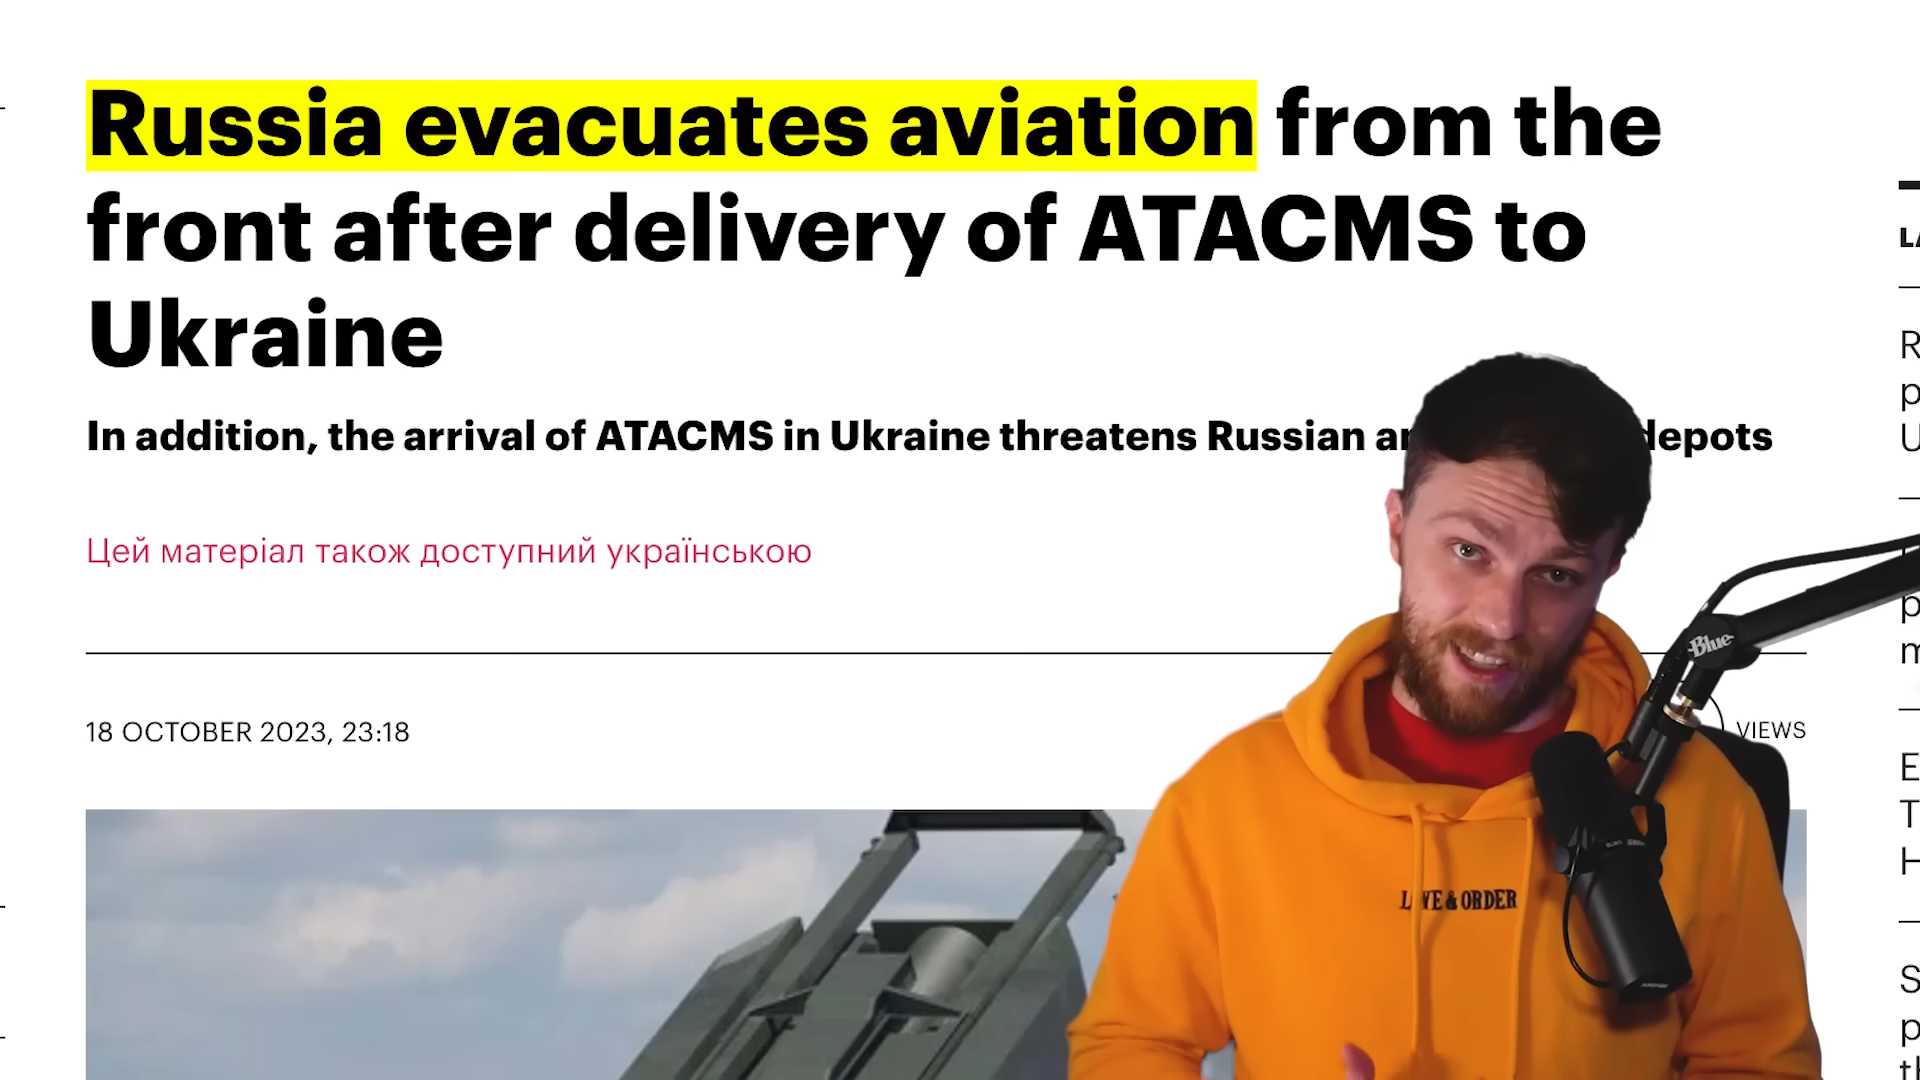 Russia evacuates aviation from the
front after delivery of ATACMS to
Ukraine
In addition, the arrival of ATACMS in Ukraine threatens Russian depots
Цей матеріал також доступний українською
18 OCTOBER 2023, 23:18
VIEWS
Blue
& ORDER